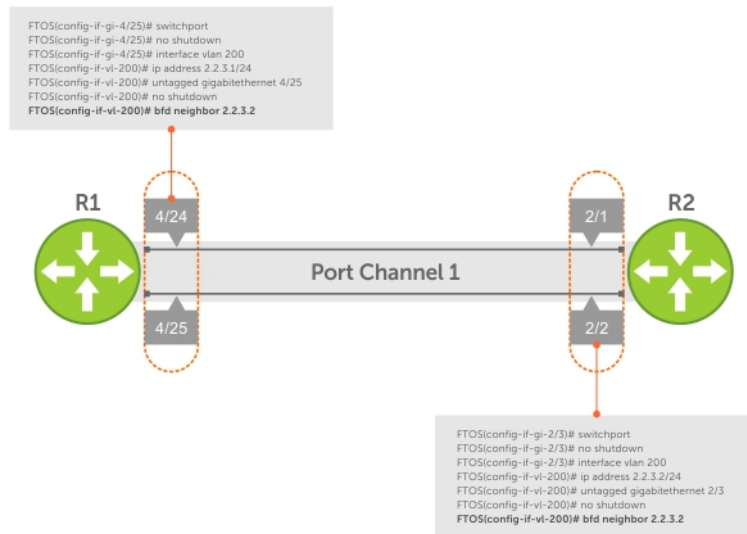 FTOS(config-if-gi-4/25)# switchport
FTOS(config-if-gi-4/25)# no shutdown
FTOS(config-if-gi-4/25)# interface vlan 200
FTOS(config-if-vl-200)# ip address 2.2.3.1/24
FTOS(config-if-vl-200)# untagged gigabitethernet 4/25
FTOS(config-if-vl-200)# no shutdown
FTOS(config-if-vl-200)# bfd neighbor 2.2.3.2
R1
4/24
2/1
R2
Port Channel 1
4/25
2/2
FTOS(config-if-gi-2/3)# switchport
FTOS(config-if-gi-2/3)# no shutdown
FTOS(config-if-gi-2/3)# interface vlan 200
FTOS(config-if-vl-200)# ip address 2.2.3.2/24
FTOS(config-if-vl-200)# untagged gigabitethernet 2/3
FTOS(config-if-vl-200)# no shutdown
FTOS(config-if-vl-200)# bfd neighbor 2.2.3.2